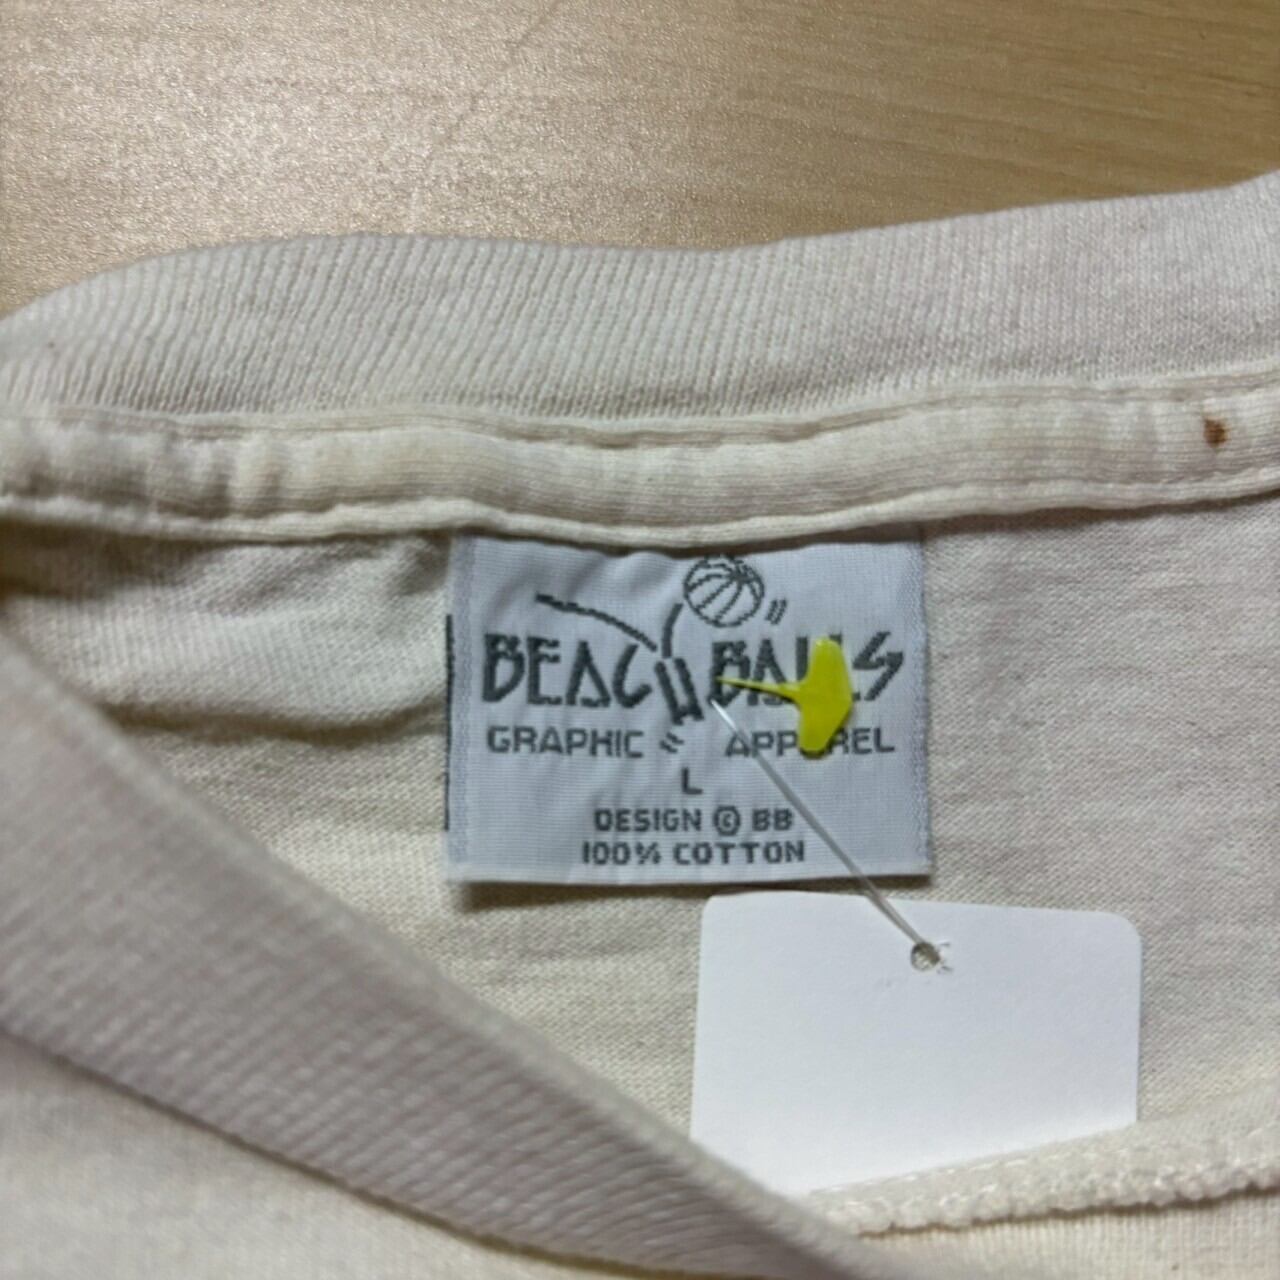 BEACH BALLS
GRAPHIC APPAREL
L
DESIGN © BB
100% COTTON